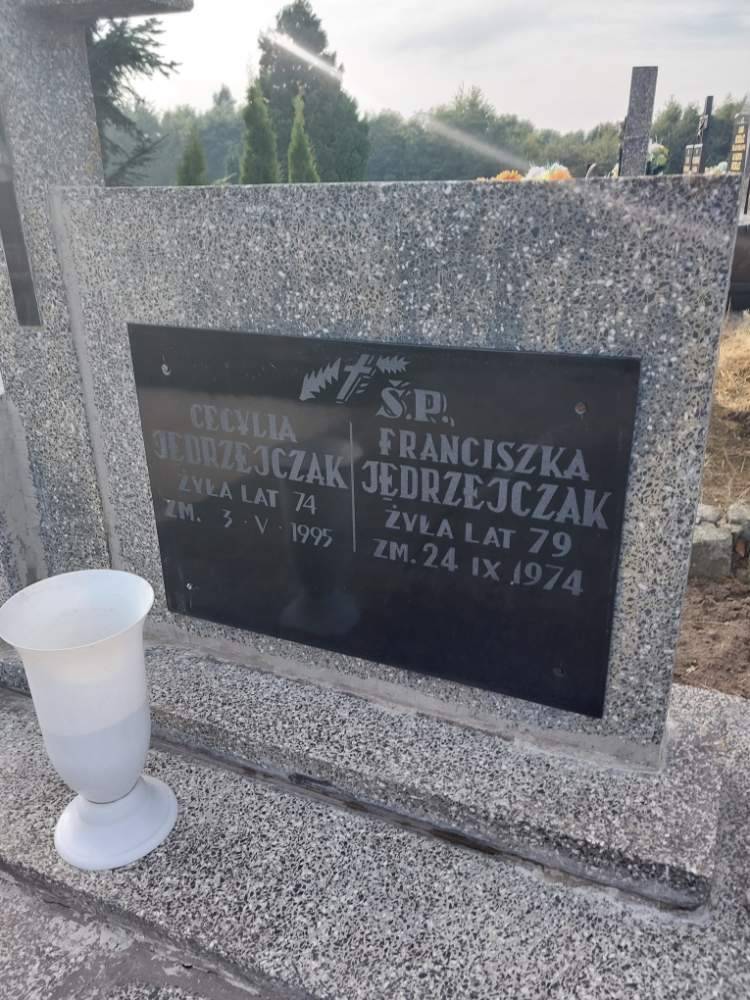 Ś.P.
CECYLIA
JĘDRZEJCZAK
ŻYŁA LAT 74
ZM. 3 · V · 1995
FRANCISZKA
JĘDRZEJCZAK
ŻYŁA LAT 79
ZM. 24 IX 1974